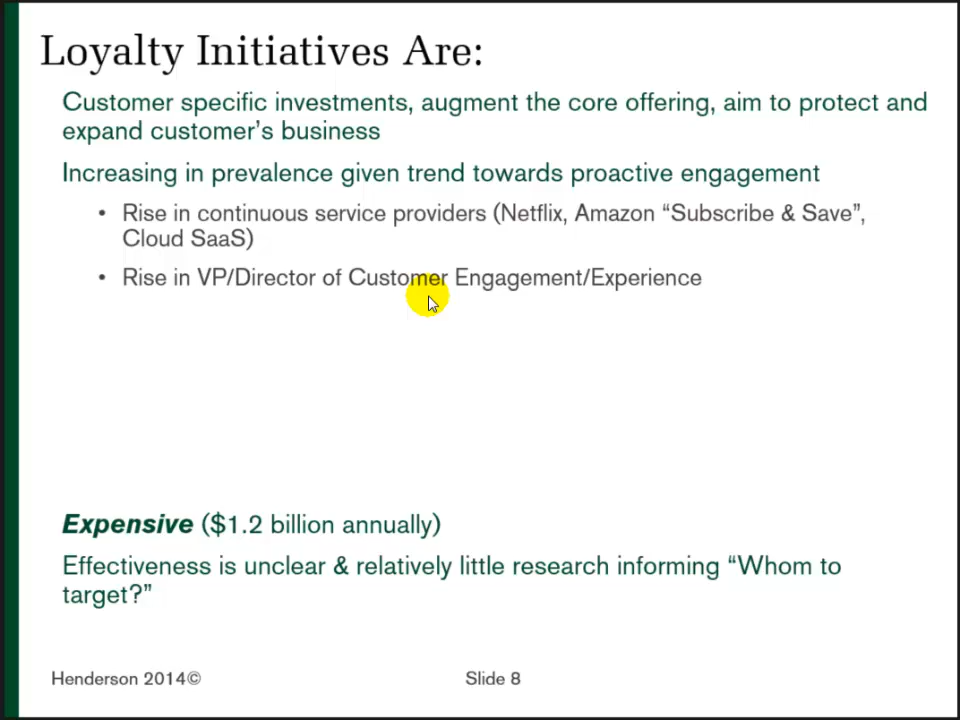 Loyalty Initiatives Are:
Customer specific investments, augment the core offering, aim to protect and
expand customer’s business
Increasing in prevalence given trend towards proactive engagement
• Rise in continuous service providers (Netflix, Amazon “Subscribe & Save”,
Cloud SaaS)
• Rise in VP/Director of Customer Engagement/Experience
Expensive ($1.2 billion annually)
Effectiveness is unclear & relatively little research informing “Whom to
target?”
Henderson 2014© Slide 8